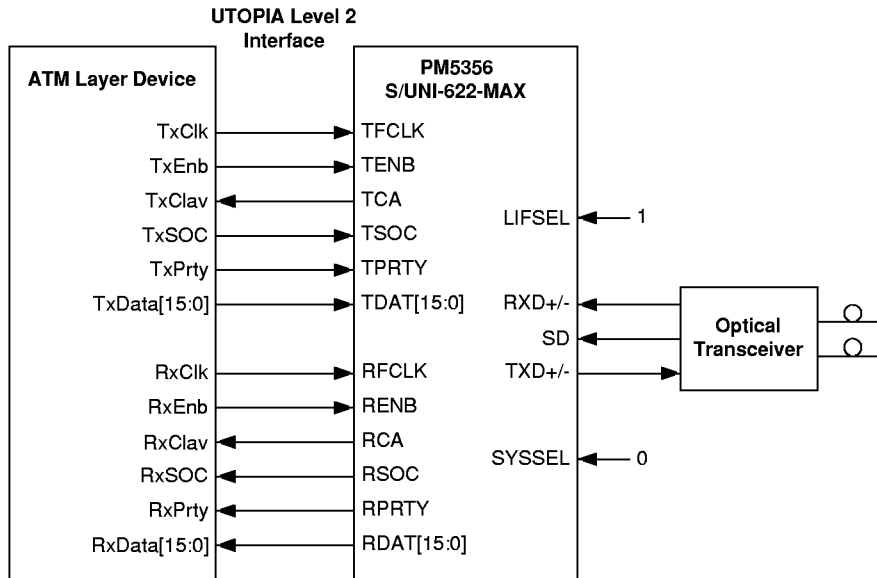 UTOPIA Level 2
Interface
ATM Layer Device
PM5356
S/UNI-622-MAX
TxClk TFCLK
TxEnb TENB
TxClav TCA
TxSOC TSOC
TxPrty TPRTY
TxData[15:0] TDAT[15:0]
RxClk RFCLK
RxEnb RENB
RxClav RCA
RxSOC RSOC
RxPrty RPRTY
RxData[15:0] RDAT[15:0]
LIFSEL 1
RXD+/-
SD
TXD+/-
SYSSEL 0
Optical
Transceiver